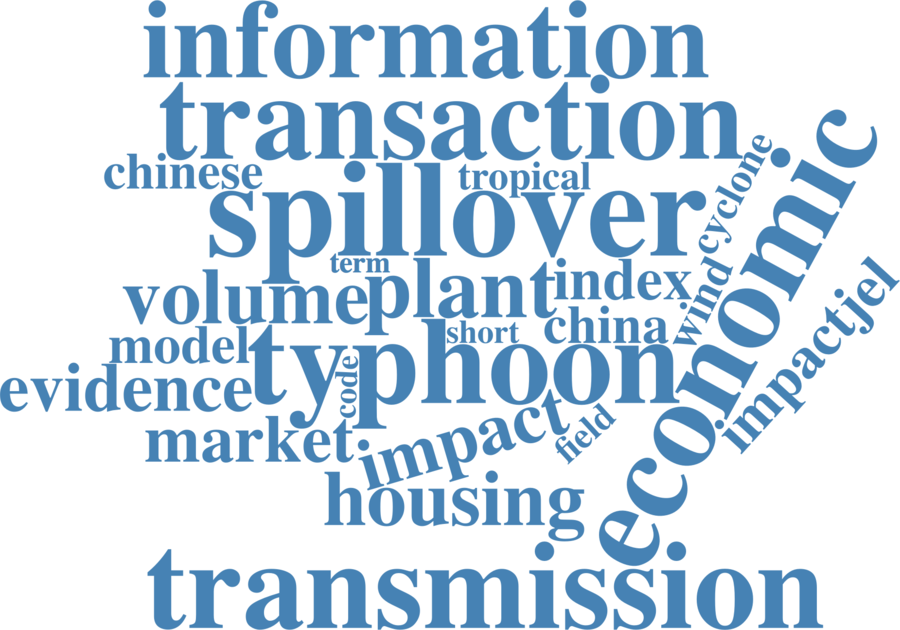 information
transaction
chinese
tropical
spillover
cyclone
economic
term
volume
plant
index
wind
impactjel
short
china
model
typhoon
code
evidence
market
impact
field
housing
transmission